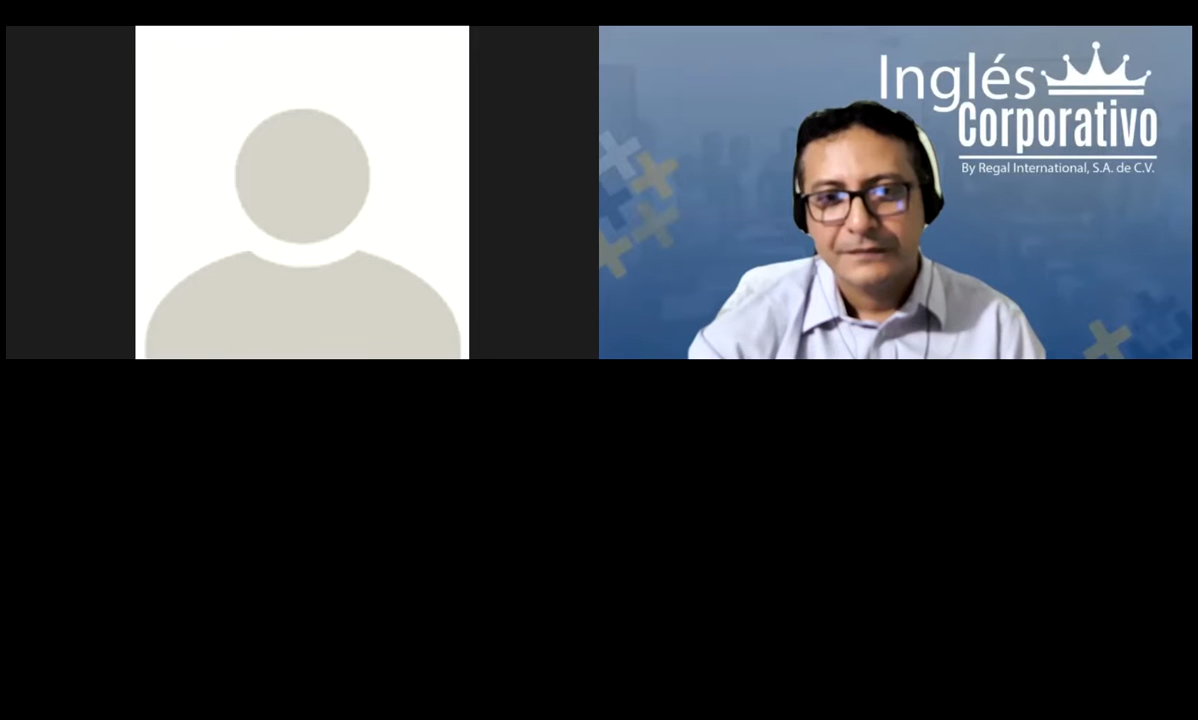 Inglés
Corporativo
By Regal International, S.A. de C.V.